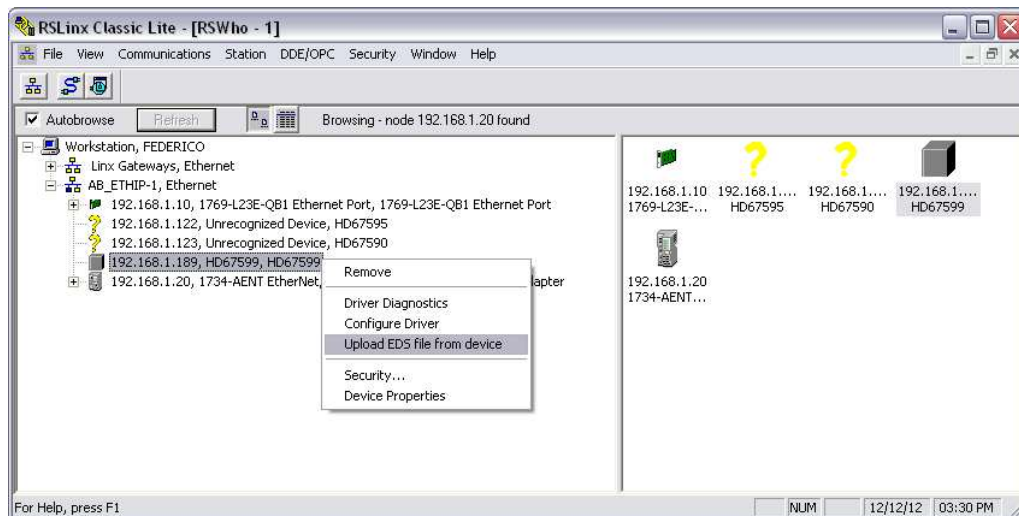 RSLinx Classic Lite - [RSWho - 1]
File View Communications Station DDE/OPC Security Window Help
Autobrowse Refresh Browsing - node 192.168.1.20 found
Workstation, FEDERICO
Linx Gateways, Ethernet
AB_ETHIP-1, Ethernet
192.168.1.10, 1769-L23E-QB1 Ethernet Port, 1769-L23E-QB1 Ethernet Port
192.168.1.122, Unrecognized Device, HD67595
192.168.1.123, Unrecognized Device, HD67590
192.168.1.189, HD67599, HD67599
192.168.1.20, 1734-AENT EtherNet, lapter
Remove
Driver Diagnostics
Configure Driver
Upload EDS file from device
Security...
Device Properties
192.168.1.10 192.168.1.... 192.168.1.... 192.168.1....
1769-L23E-... HD67595 HD67590 HD67599
192.168.1.20
1734-AENT...
For Help, press F1 NUM 12/12/12 03:30 PM